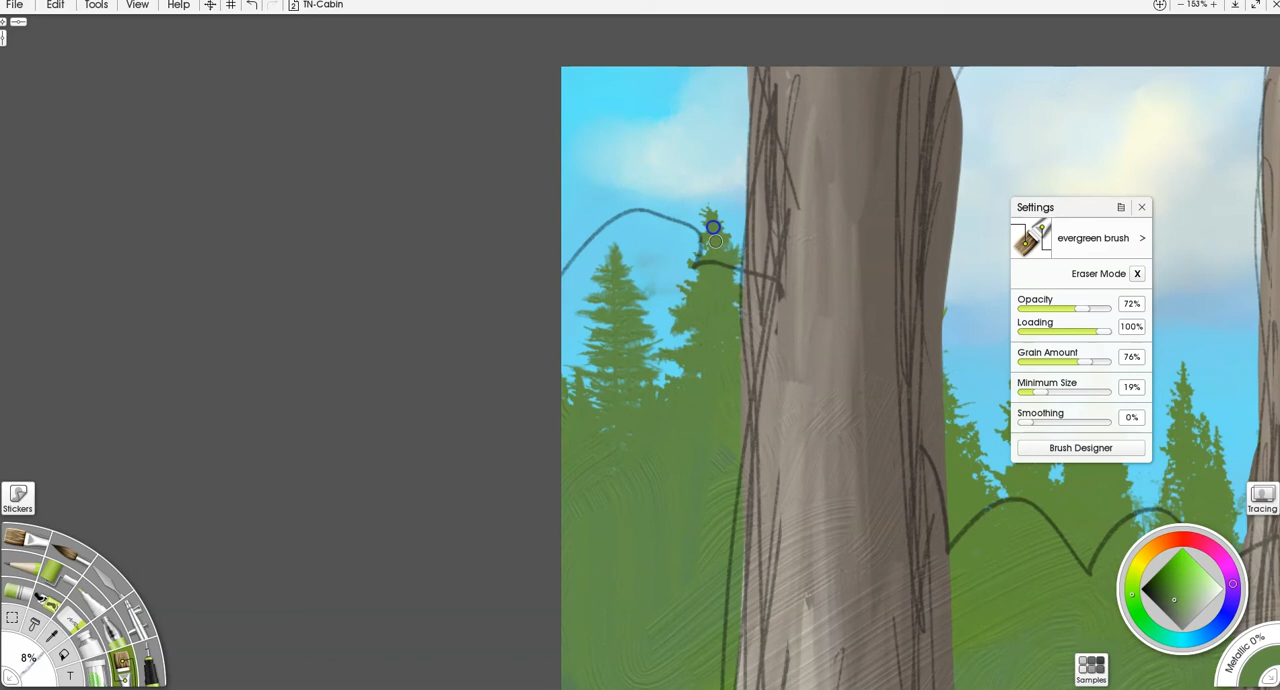 File Edit Tools View Help 2 TN-Cabin − 153% +
Settings
evergreen brush >
Eraser Mode X
Opacity 72%
Loading 100%
Grain Amount 76%
Minimum Size 19%
Smoothing 0%
Brush Designer
Stickers
Tracing
8%
T
Metallic 0%
Samples